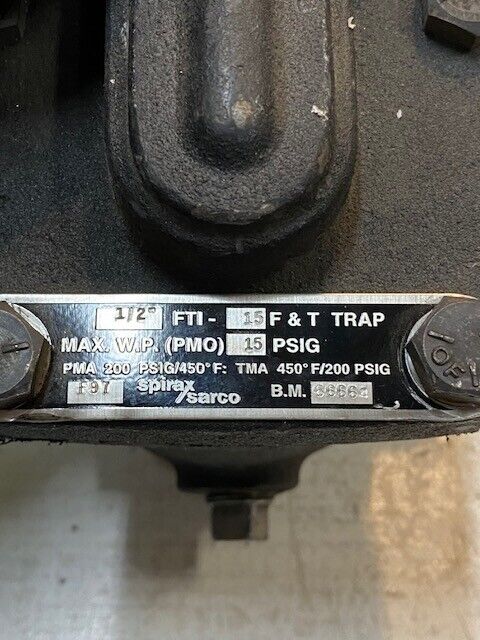 1/2" FTI - 15 F & T TRAP
MAX. W.P. (PMO) 15 PSIG
PMA 200 PSIG/450°F: TMA 450°F/200 PSIG
F97 spirax sarco B.M. 66664